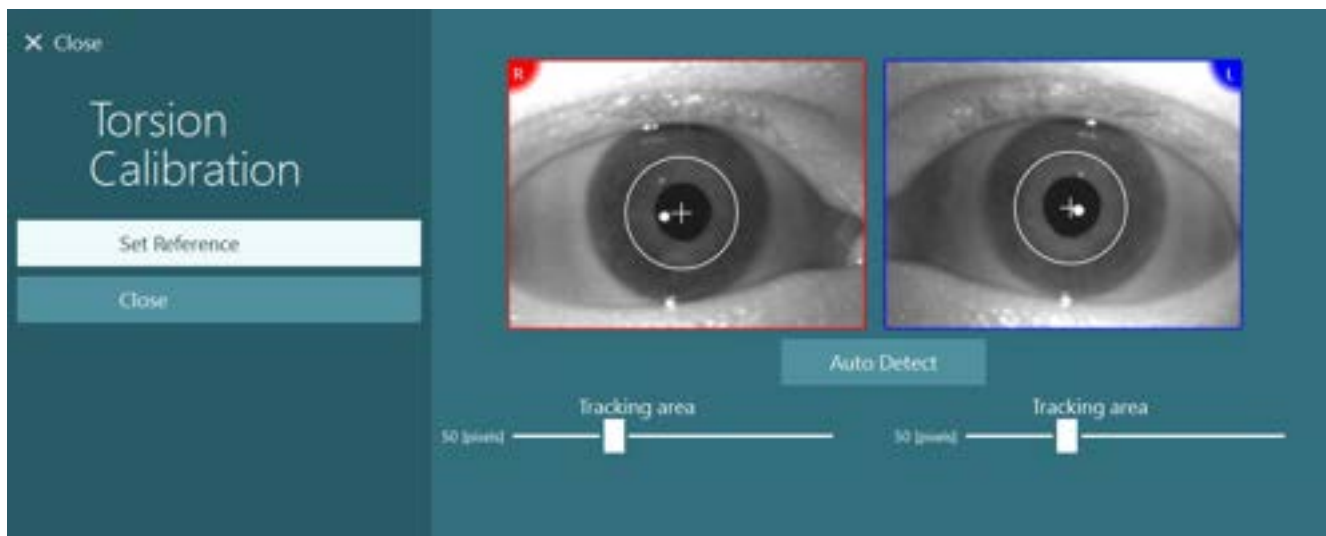 Close
Torsion
Calibration
Set Reference
Close
R
L
Auto Detect
Tracking area
Tracking area
50 [pixels]
50 [pixels]